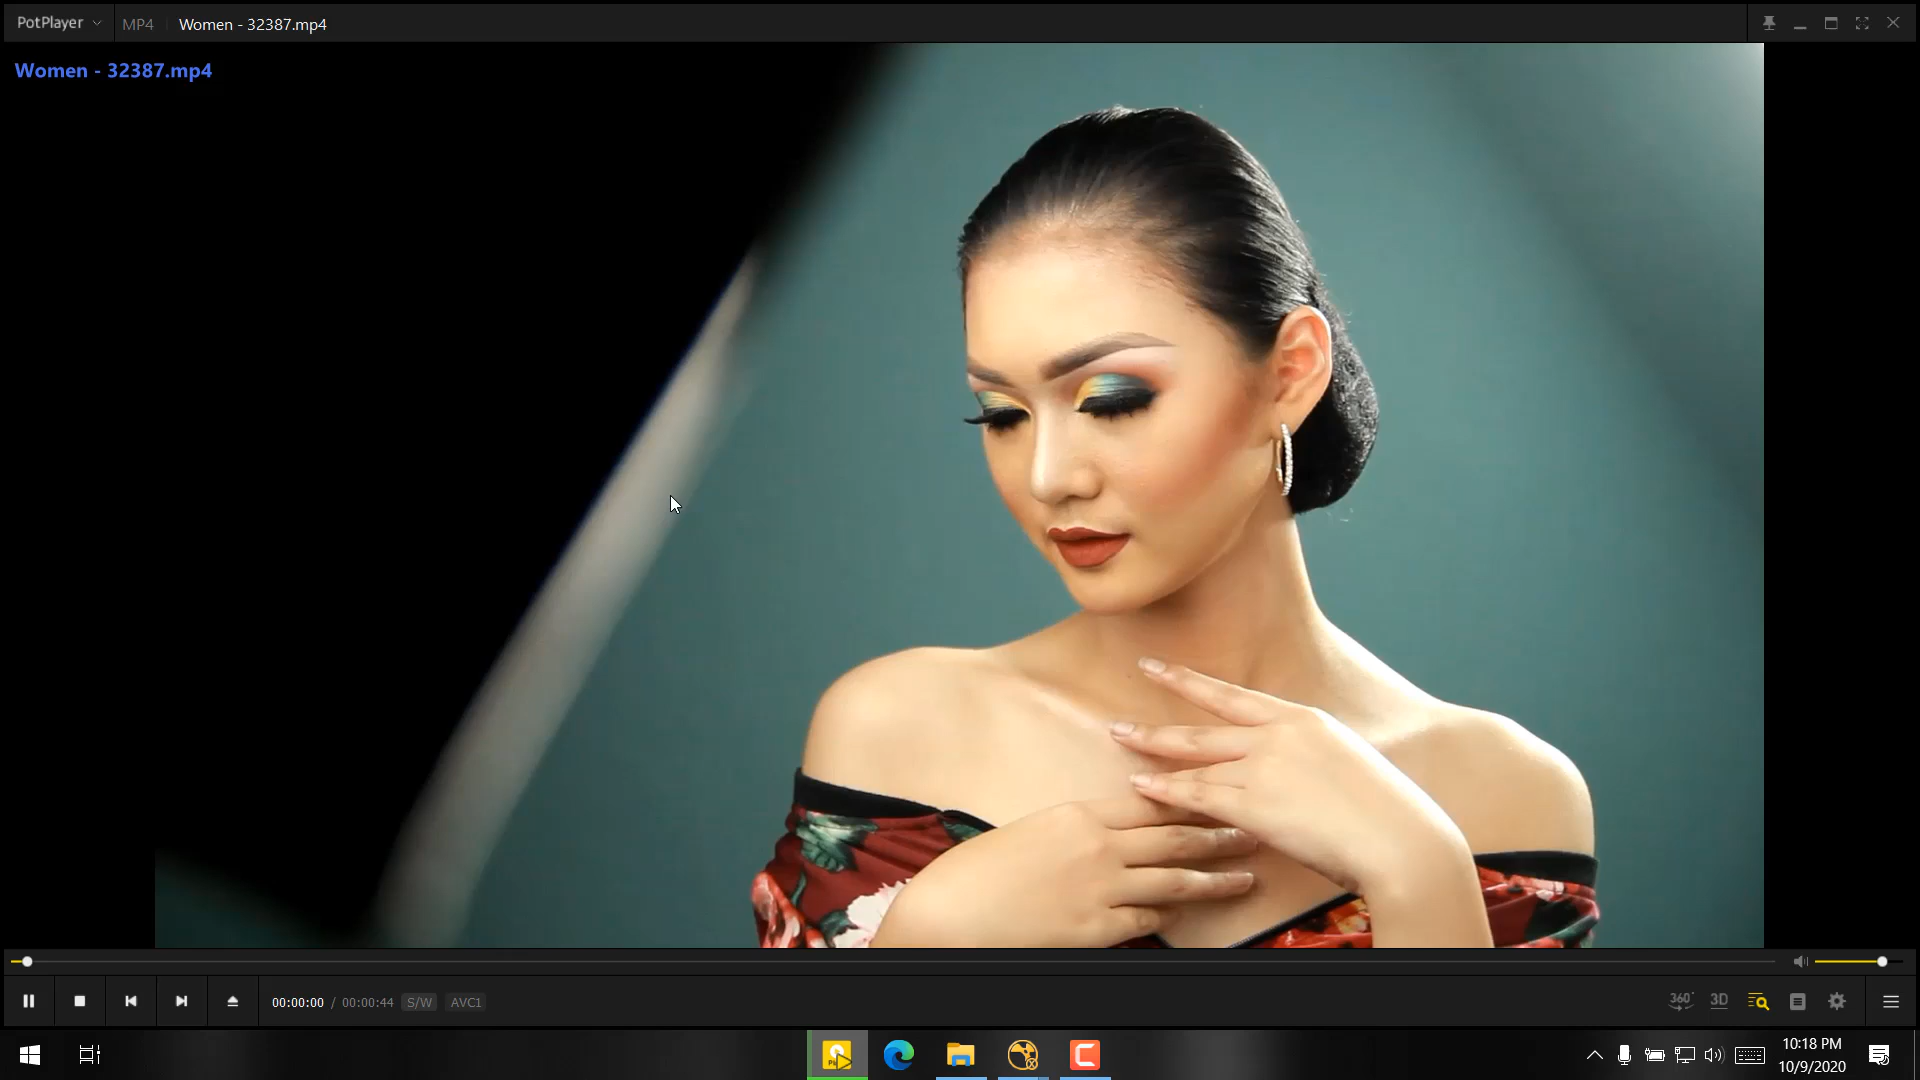 PotPlayer
MP4
Women - 32387.mp4
Women - 32387.mp4
00:00:00 / 00:00:44
S/W
AVC1
360°
3D
10:18 PM
10/9/2020